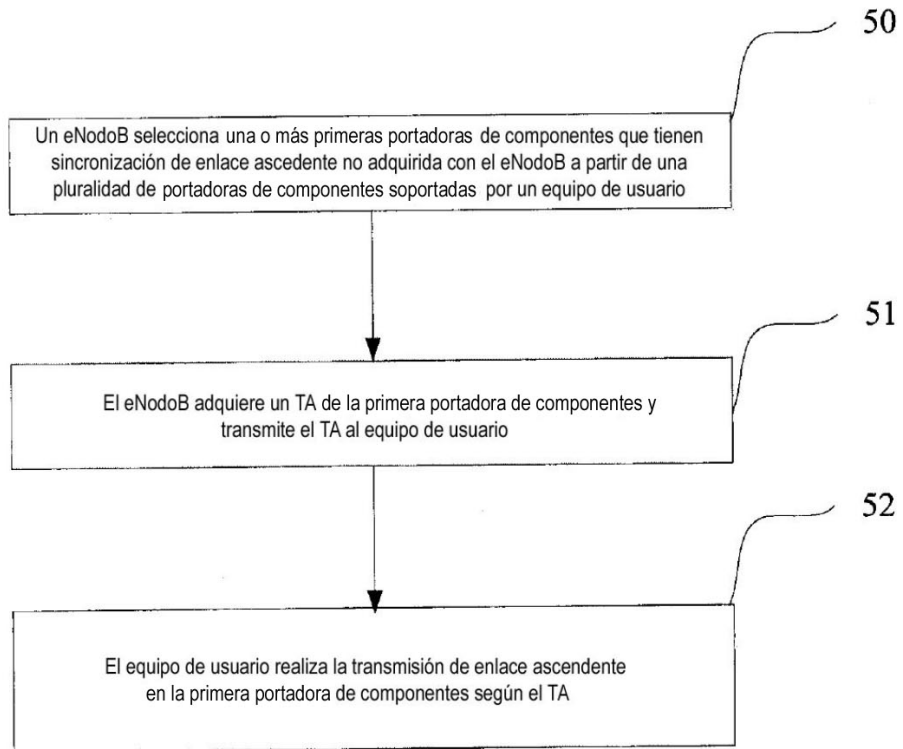 50
Un eNodoB selecciona una o más primeras portadoras de componentes que tienen
sincronización de enlace ascedente no adquirida con el eNodoB a partir de una
pluralidad de portadoras de componentes soportadas por un equipo de usuario
51
El eNodoB adquiere un TA de la primera portadora de componentes y
transmite el TA al equipo de usuario
52
El equipo de usuario realiza la transmisión de enlace ascendente
en la primera portadora de componentes según el TA